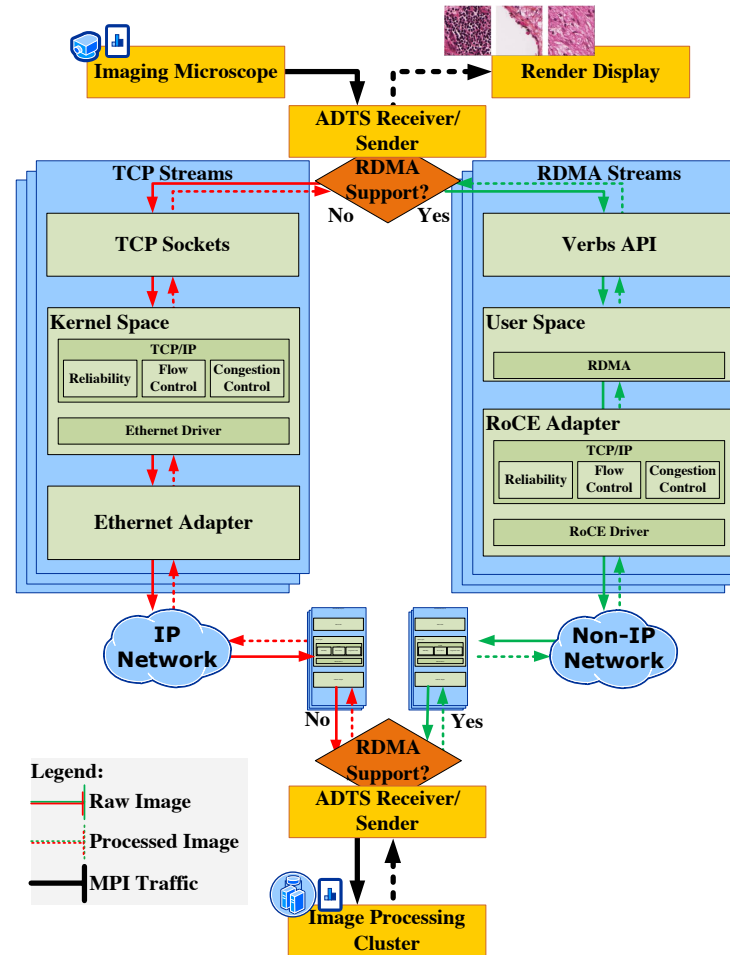 Imaging Microscope
Render Display
ADTS Receiver/
Sender
TCP Streams
RDMA
Support?
RDMA Streams
No
Yes
TCP Sockets
Kernel Space
TCP/IP
Reliability
Flow
Control
Congestion
Control
Ethernet Driver
Ethernet Adapter
Verbs API
User Space
RDMA
RoCE Adapter
TCP/IP
Reliability
Flow
Control
Congestion
Control
RoCE Driver
IP
Network
Non-IP
Network
No
Yes
RDMA
Support?
ADTS Receiver/
Sender
Legend:
Raw Image
Processed Image
MPI Traffic
Image Processing
Cluster